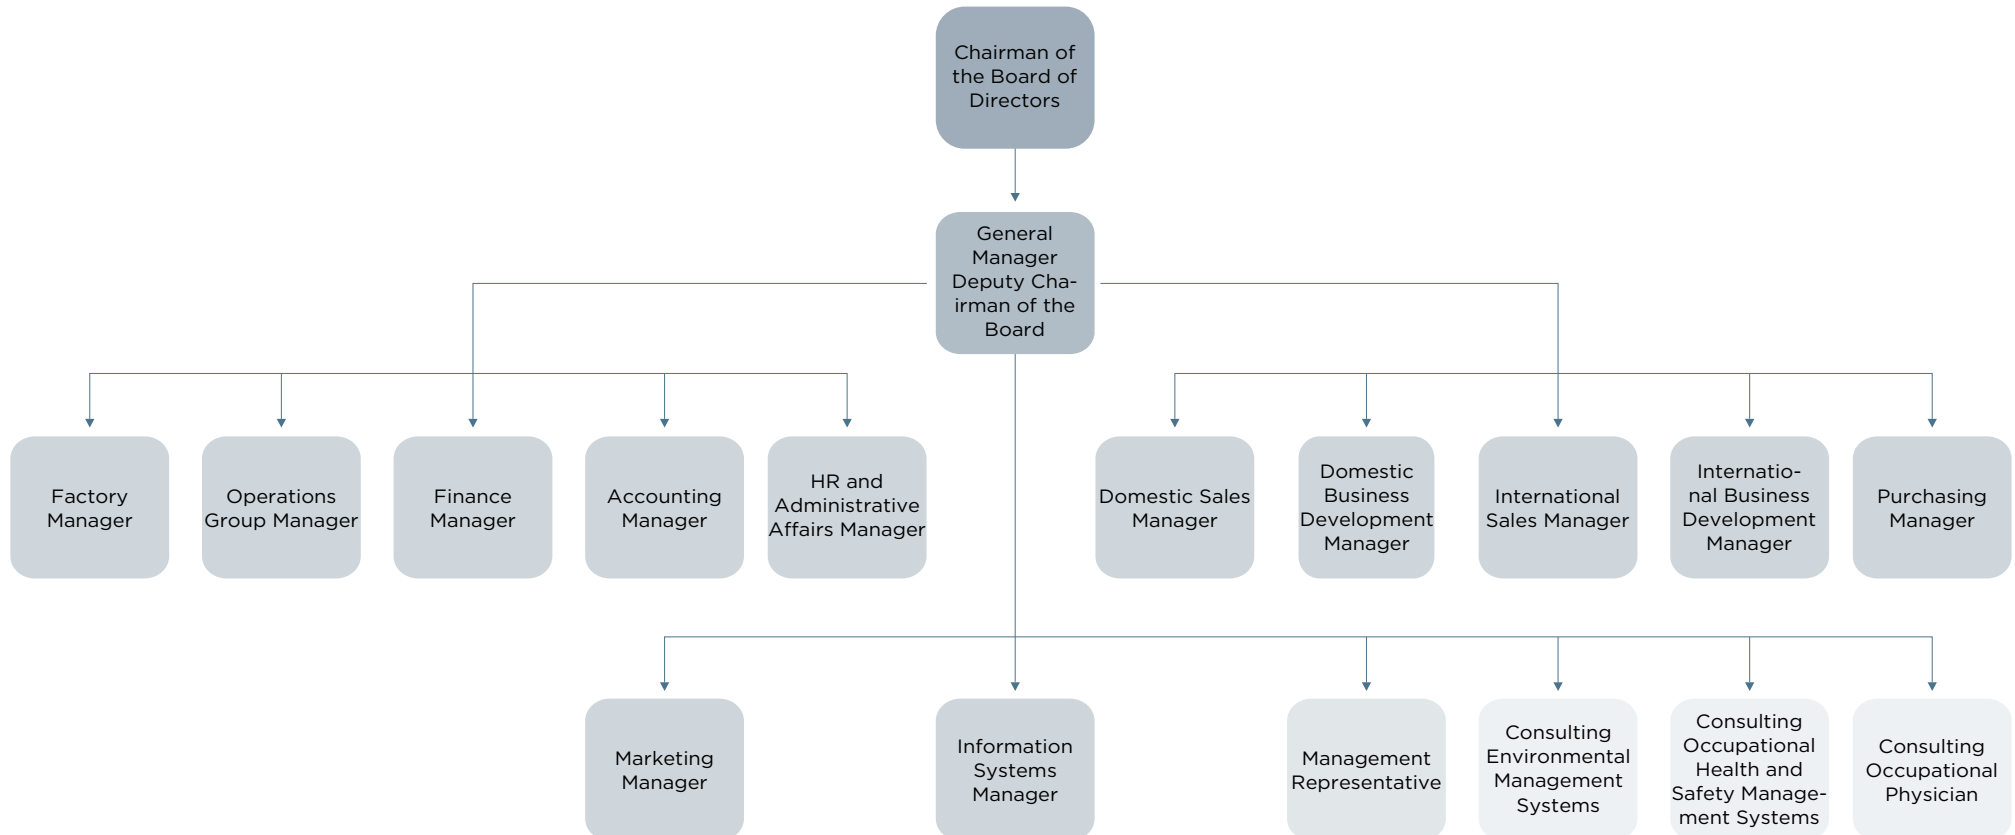 Chairman of
the Board of
Directors
General
Manager
Deputy Cha-
irman of the
Board
Factory
Manager
Operations
Group Manager
Finance
Manager
Accounting
Manager
HR and
Administrative
Affairs Manager
Domestic Sales
Manager
Domestic
Business
Development
Manager
International
Sales Manager
Internatio-
nal Business
Development
Manager
Purchasing
Manager
Marketing
Manager
Information
Systems
Manager
Management
Representative
Consulting
Environmental
Management
Systems
Consulting
Occupational
Health and
Safety Manage-
ment Systems
Consulting
Occupational
Physician